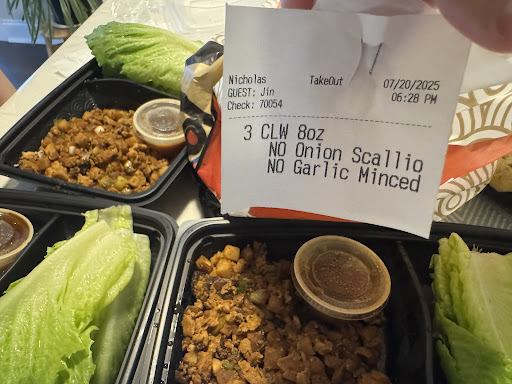 Nicholas TakeOut 07/20/2025
GUEST: Jin 06:28 PM
Check: 70054
3 CLW 8oz
NO Onion Scallio
NO Garlic Minced